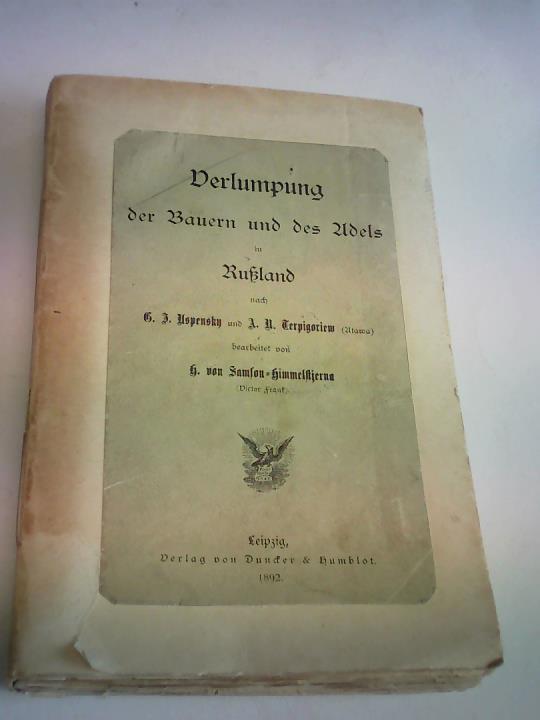 Verlumpung
der Bauern und des Adels
in
Rußland
nach
G. J. Uspensky und A. N. Terpigoriew (Atawa)
bearbeitet von
H. von Samson-Himmelstjerna
(Victor Frank).
Leipzig,
Verlag von Duncker & Humblot.
1892.